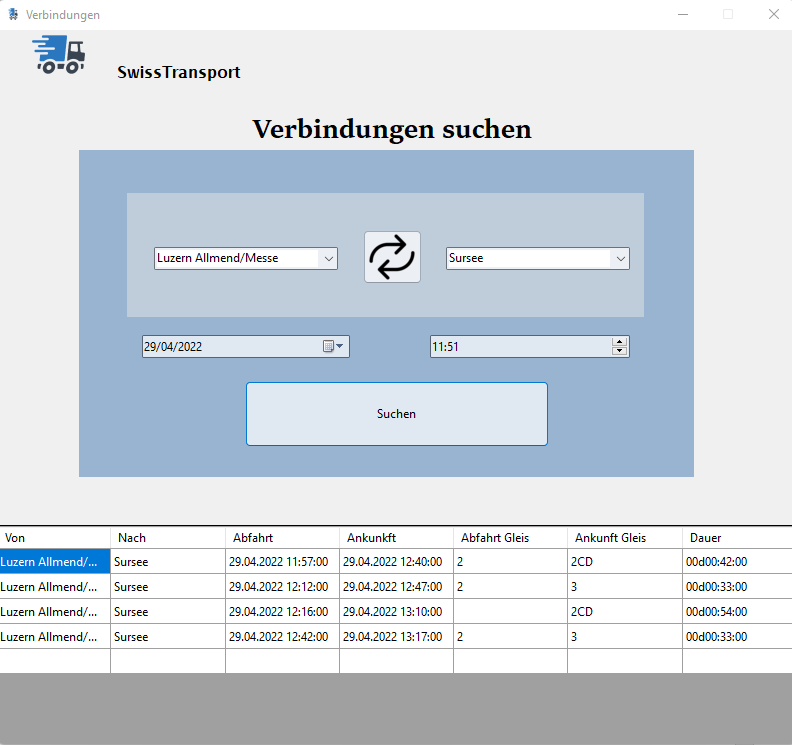 Verbindungen
SwissTransport
Verbindungen suchen
Luzern Allmend/Messe Sursee
29/04/2022 11:51
Suchen
Von Nach Abfahrt Ankunkft Abfahrt Gleis Ankunft Gleis Dauer
Luzern Allmend/... Sursee 29.04.2022 11:57:00 29.04.2022 12:40:00 2 2CD 00d00:42:00
Luzern Allmend/... Sursee 29.04.2022 12:12:00 29.04.2022 12:47:00 2 3 00d00:33:00
Luzern Allmend/... Sursee 29.04.2022 12:16:00 29.04.2022 13:10:00 2CD 00d00:54:00
Luzern Allmend/... Sursee 29.04.2022 12:42:00 29.04.2022 13:17:00 2 3 00d00:33:00